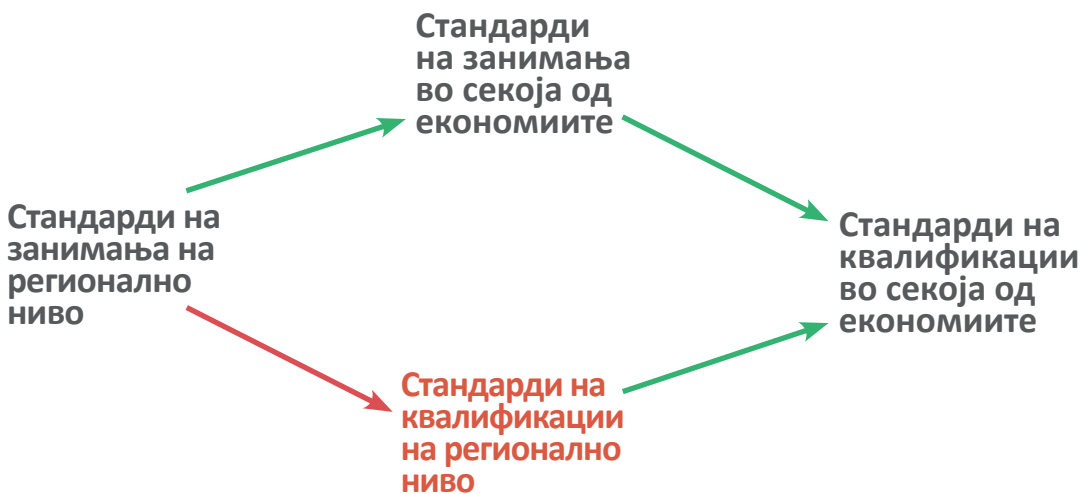 Стандарди
на занимања
во секоја од
економиите
Стандарди на
занимања на
регионално
ниво
Стандарди на
квалификации
во секоја од
економиите
Стандарди на
квалификации
на регионално
ниво